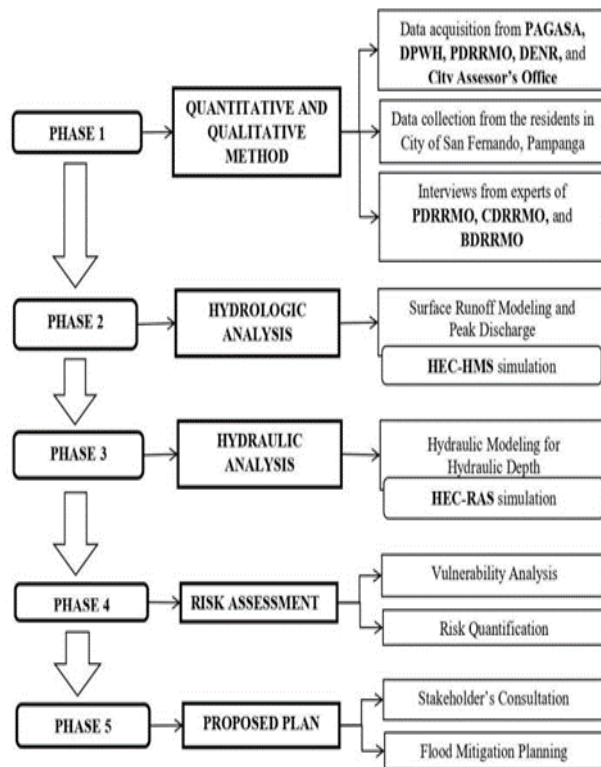 PHASE 1
QUANTITATIVE AND
QUALITATIVE
METHOD
Data acquisition from PAGASA,
DPWH, PDRRMO, DENR, and
City Assessor's Office
Data collection from the residents in
City of San Fernando, Pampanga
Interviews from experts of
PDRRMO, CDRRMO, and
BDRRMO
PHASE 2
HYDROLOGIC
ANALYSIS
Surface Runoff Modeling and
Peak Discharge
HEC-HMS simulation
PHASE 3
HYDRAULIC
ANALYSIS
Hydraulic Modeling for
Hydraulic Depth
HEC-RAS simulation
PHASE 4
RISK ASSESSMENT
Vulnerability Analysis
Risk Quantification
PHASE 5
PROPOSED PLAN
Stakeholder's Consultation
Flood Mitigation Planning